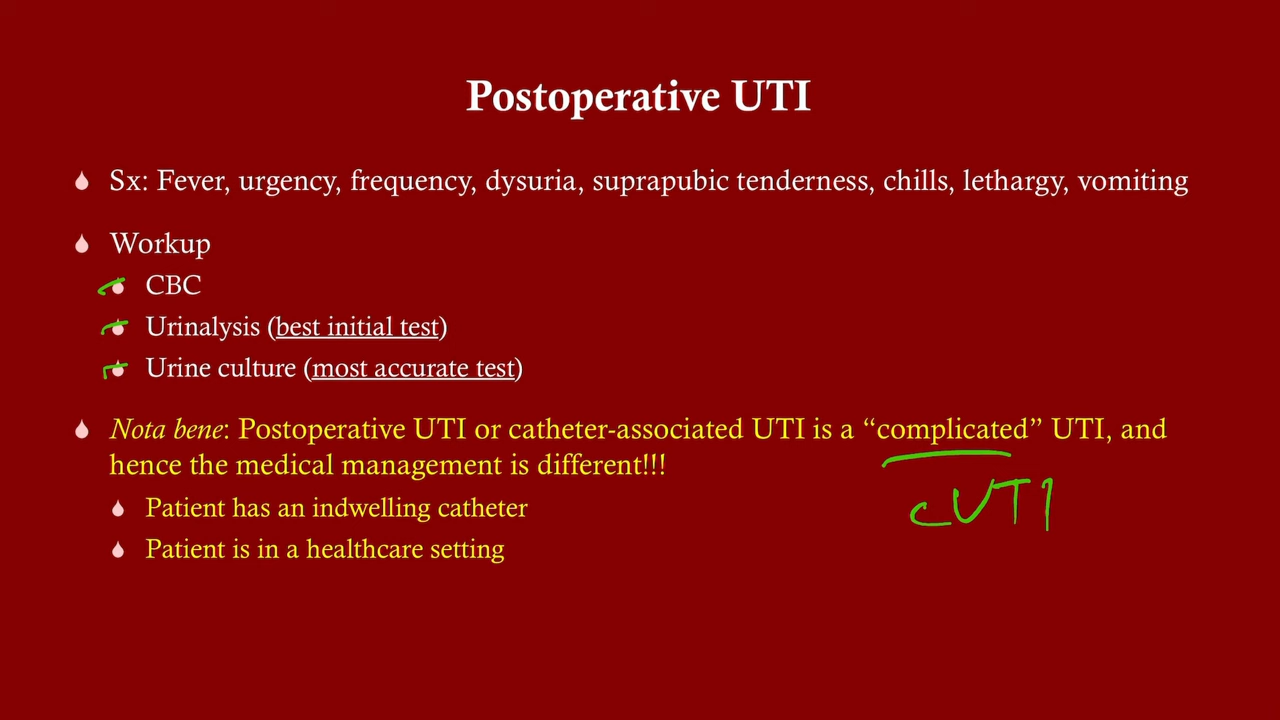 Postoperative UTI
Sx: Fever, urgency, frequency, dysuria, suprapubic tenderness, chills, lethargy, vomiting
Workup
CBC
Urinalysis (best initial test)
Urine culture (most accurate test)
Nota bene: Postoperative UTI or catheter-associated UTI is a “complicated” UTI, and
hence the medical management is different!!!
cUTI
Patient has an indwelling catheter
Patient is in a healthcare setting